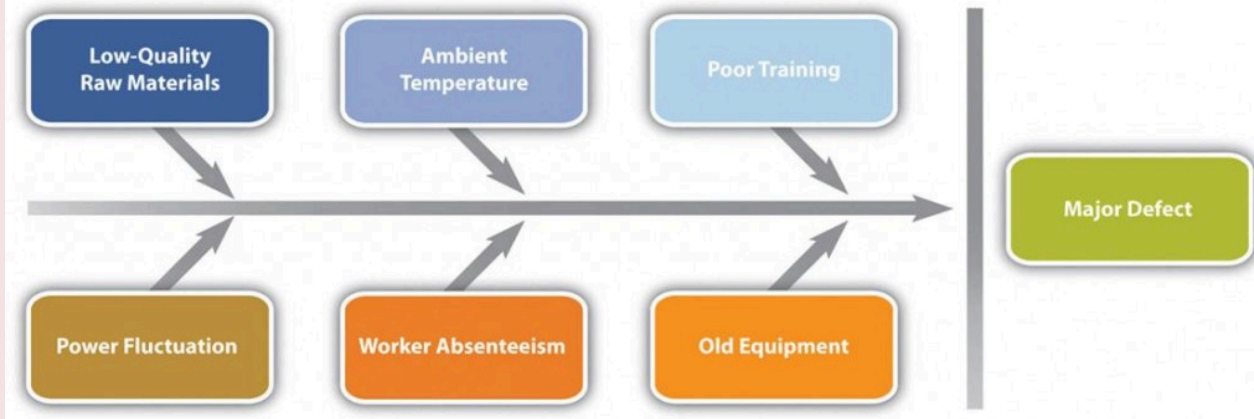 Low-Quality
Raw Materials
Ambient
Temperature
Poor Training
Major Defect
Power Fluctuation
Worker Absenteeism
Old Equipment